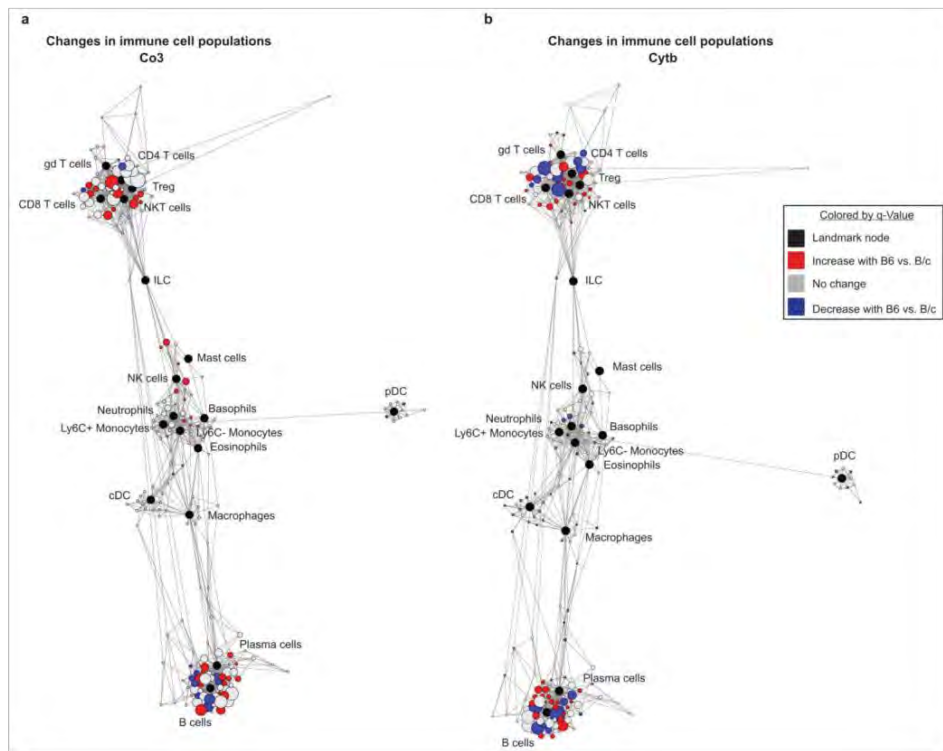 a
Changes in immune cell populations
Co3
gd T cells
CD4 T cells
Treg
CD8 T cells
NKT cells
ILC
Mast cells
NK cells
pDC
Neutrophils
Basophils
Ly6C+ Monocytes
Ly6C- Monocytes
Eosinophils
cDC
Macrophages
Plasma cells
B cells
b
Changes in immune cell populations
Cytb
gd T cells
CD4 T cells
Treg
CD8 T cells
NKT cells
ILC
Mast cells
NK cells
Neutrophils
Basophils
Ly6C+ Monocytes
Ly6C- Monocytes
pDC
Eosinophils
cDC
Macrophages
Plasma cells
B cells
Colored by q-Value
Landmark node
Increase with B6 vs. B/c
No change
Decrease with B6 vs. B/c